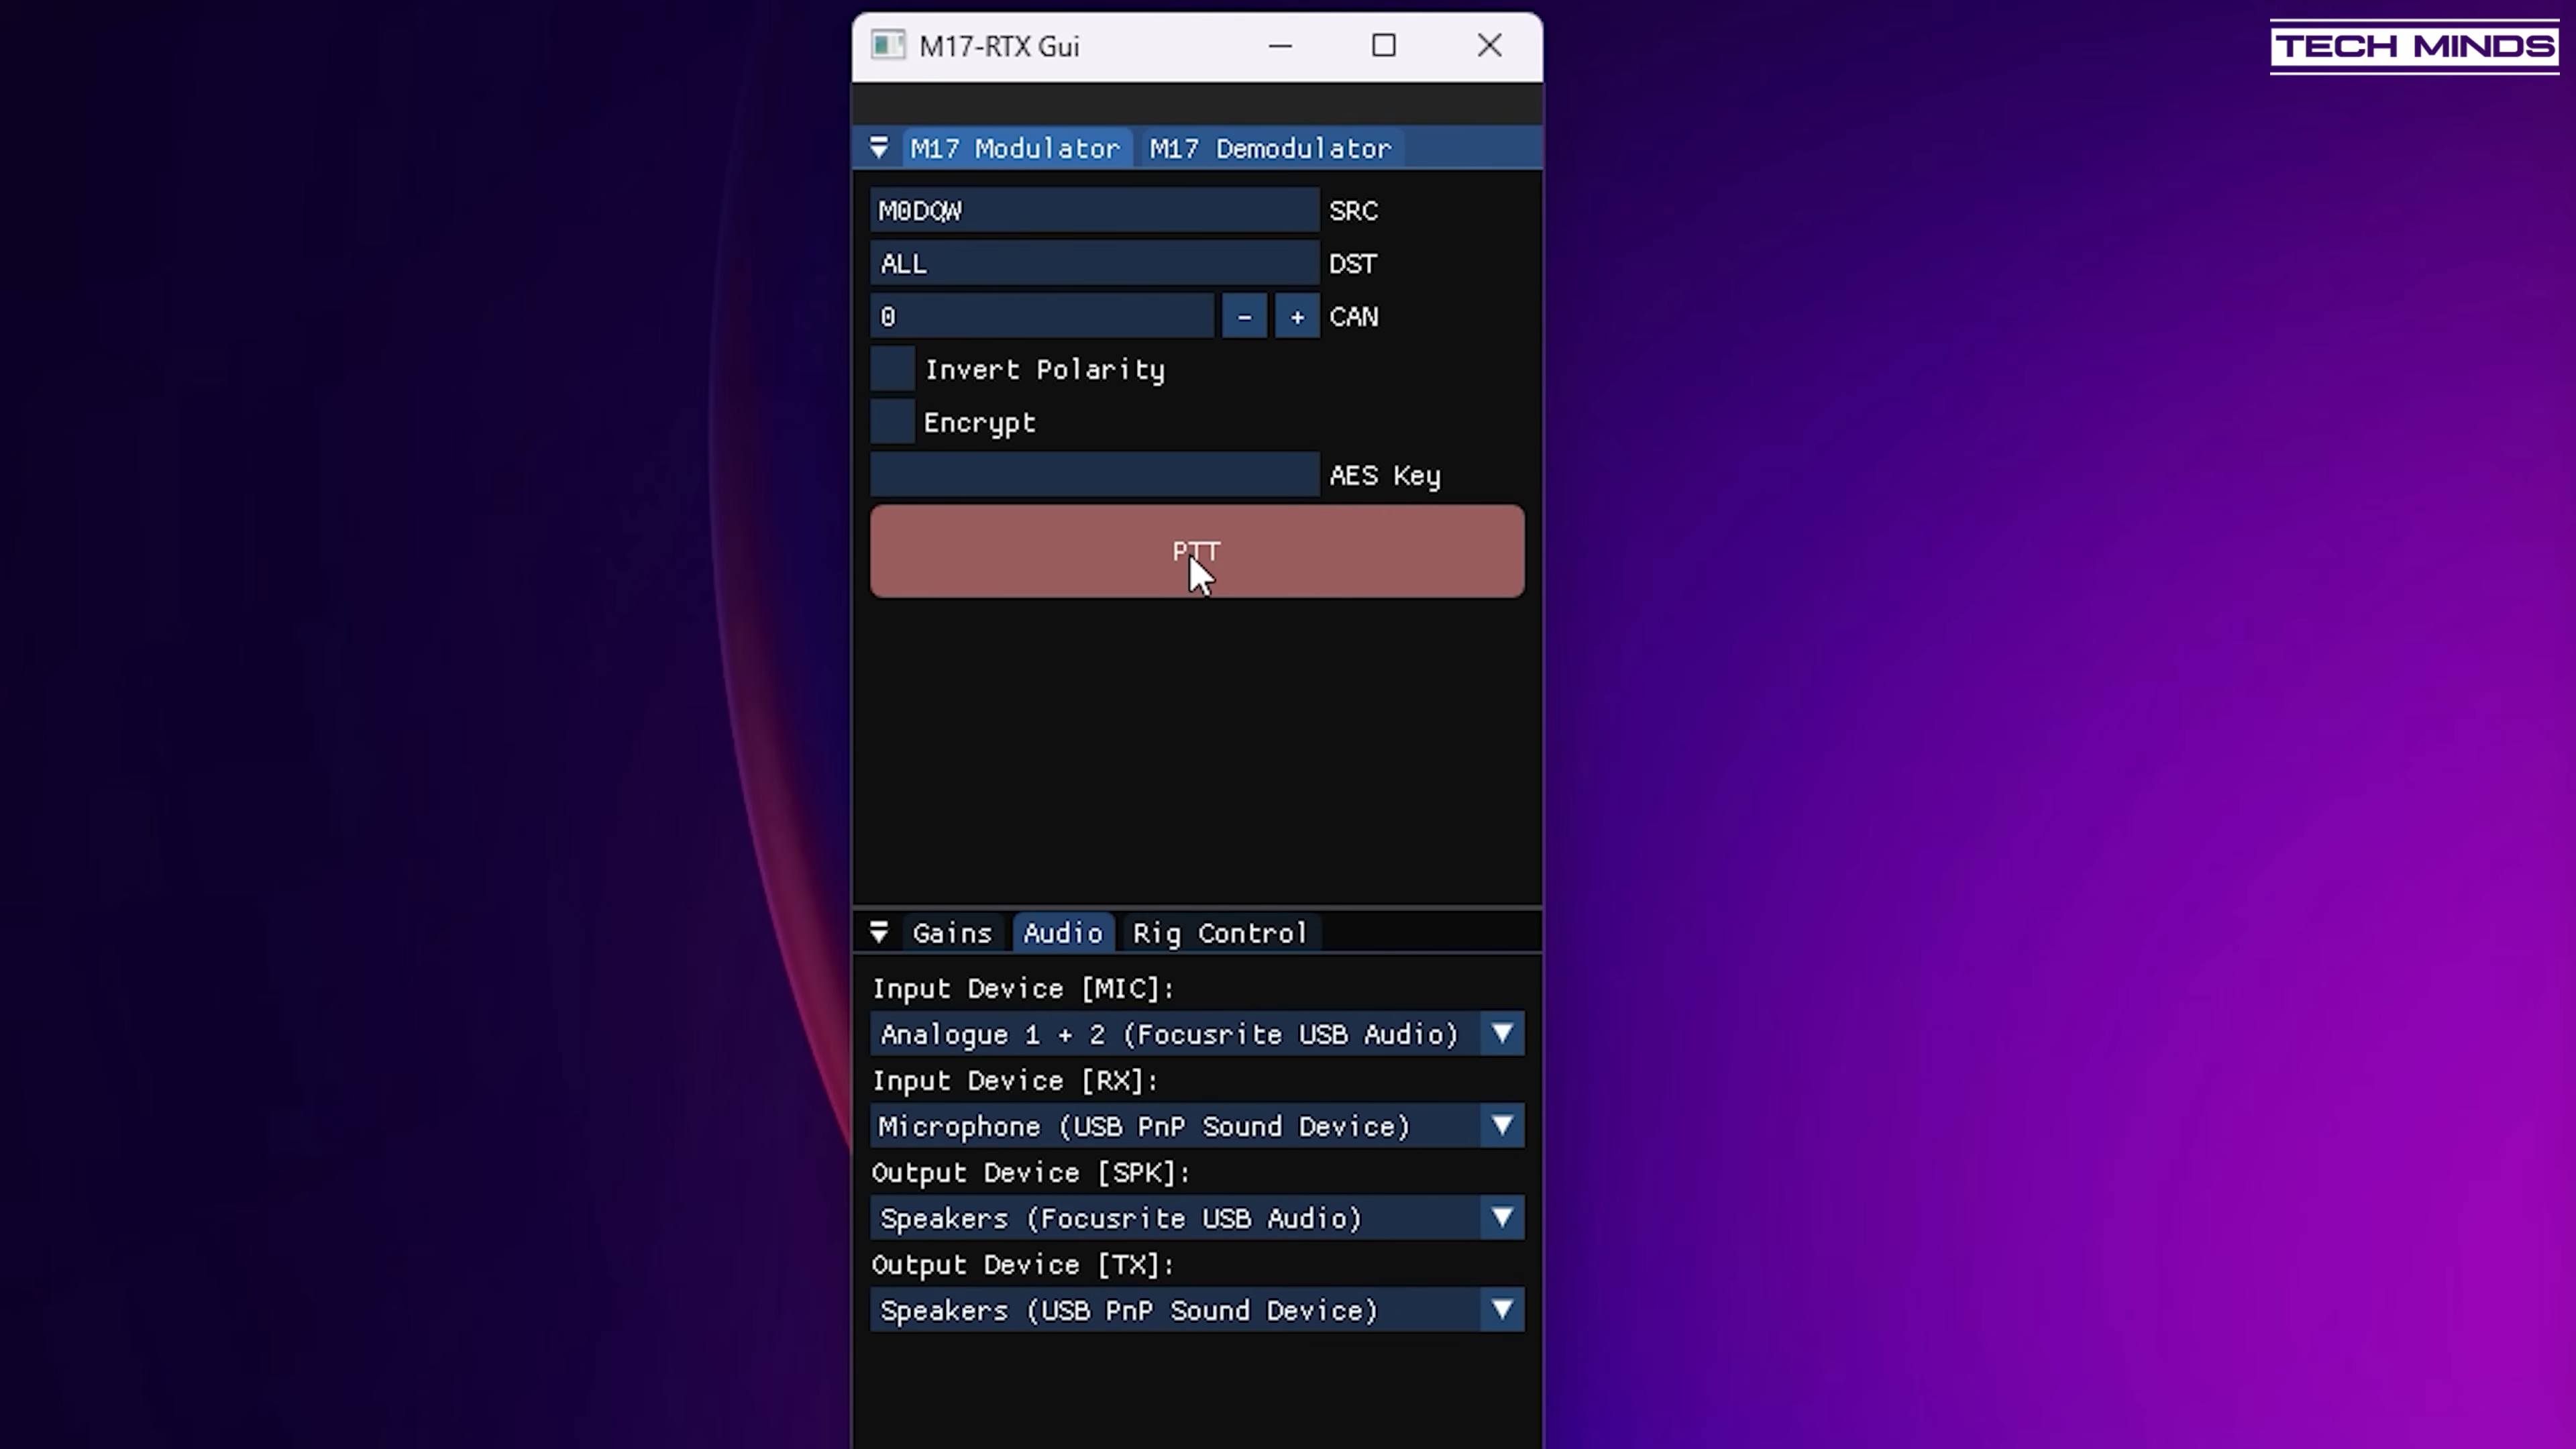 M17-RTX Gui
TECH MINDS
M17 Modulator M17 Demodulator
M0DQW SRC
ALL DST
0 - + CAN
Invert Polarity
Encrypt
AES Key
PTT
Gains Audio Rig Control
Input Device [MIC]:
Analogue 1 + 2 (Focusrite USB Audio)
Input Device [RX]:
Microphone (USB PnP Sound Device)
Output Device [SPK]:
Speakers (Focusrite USB Audio)
Output Device [TX]:
Speakers (USB PnP Sound Device)